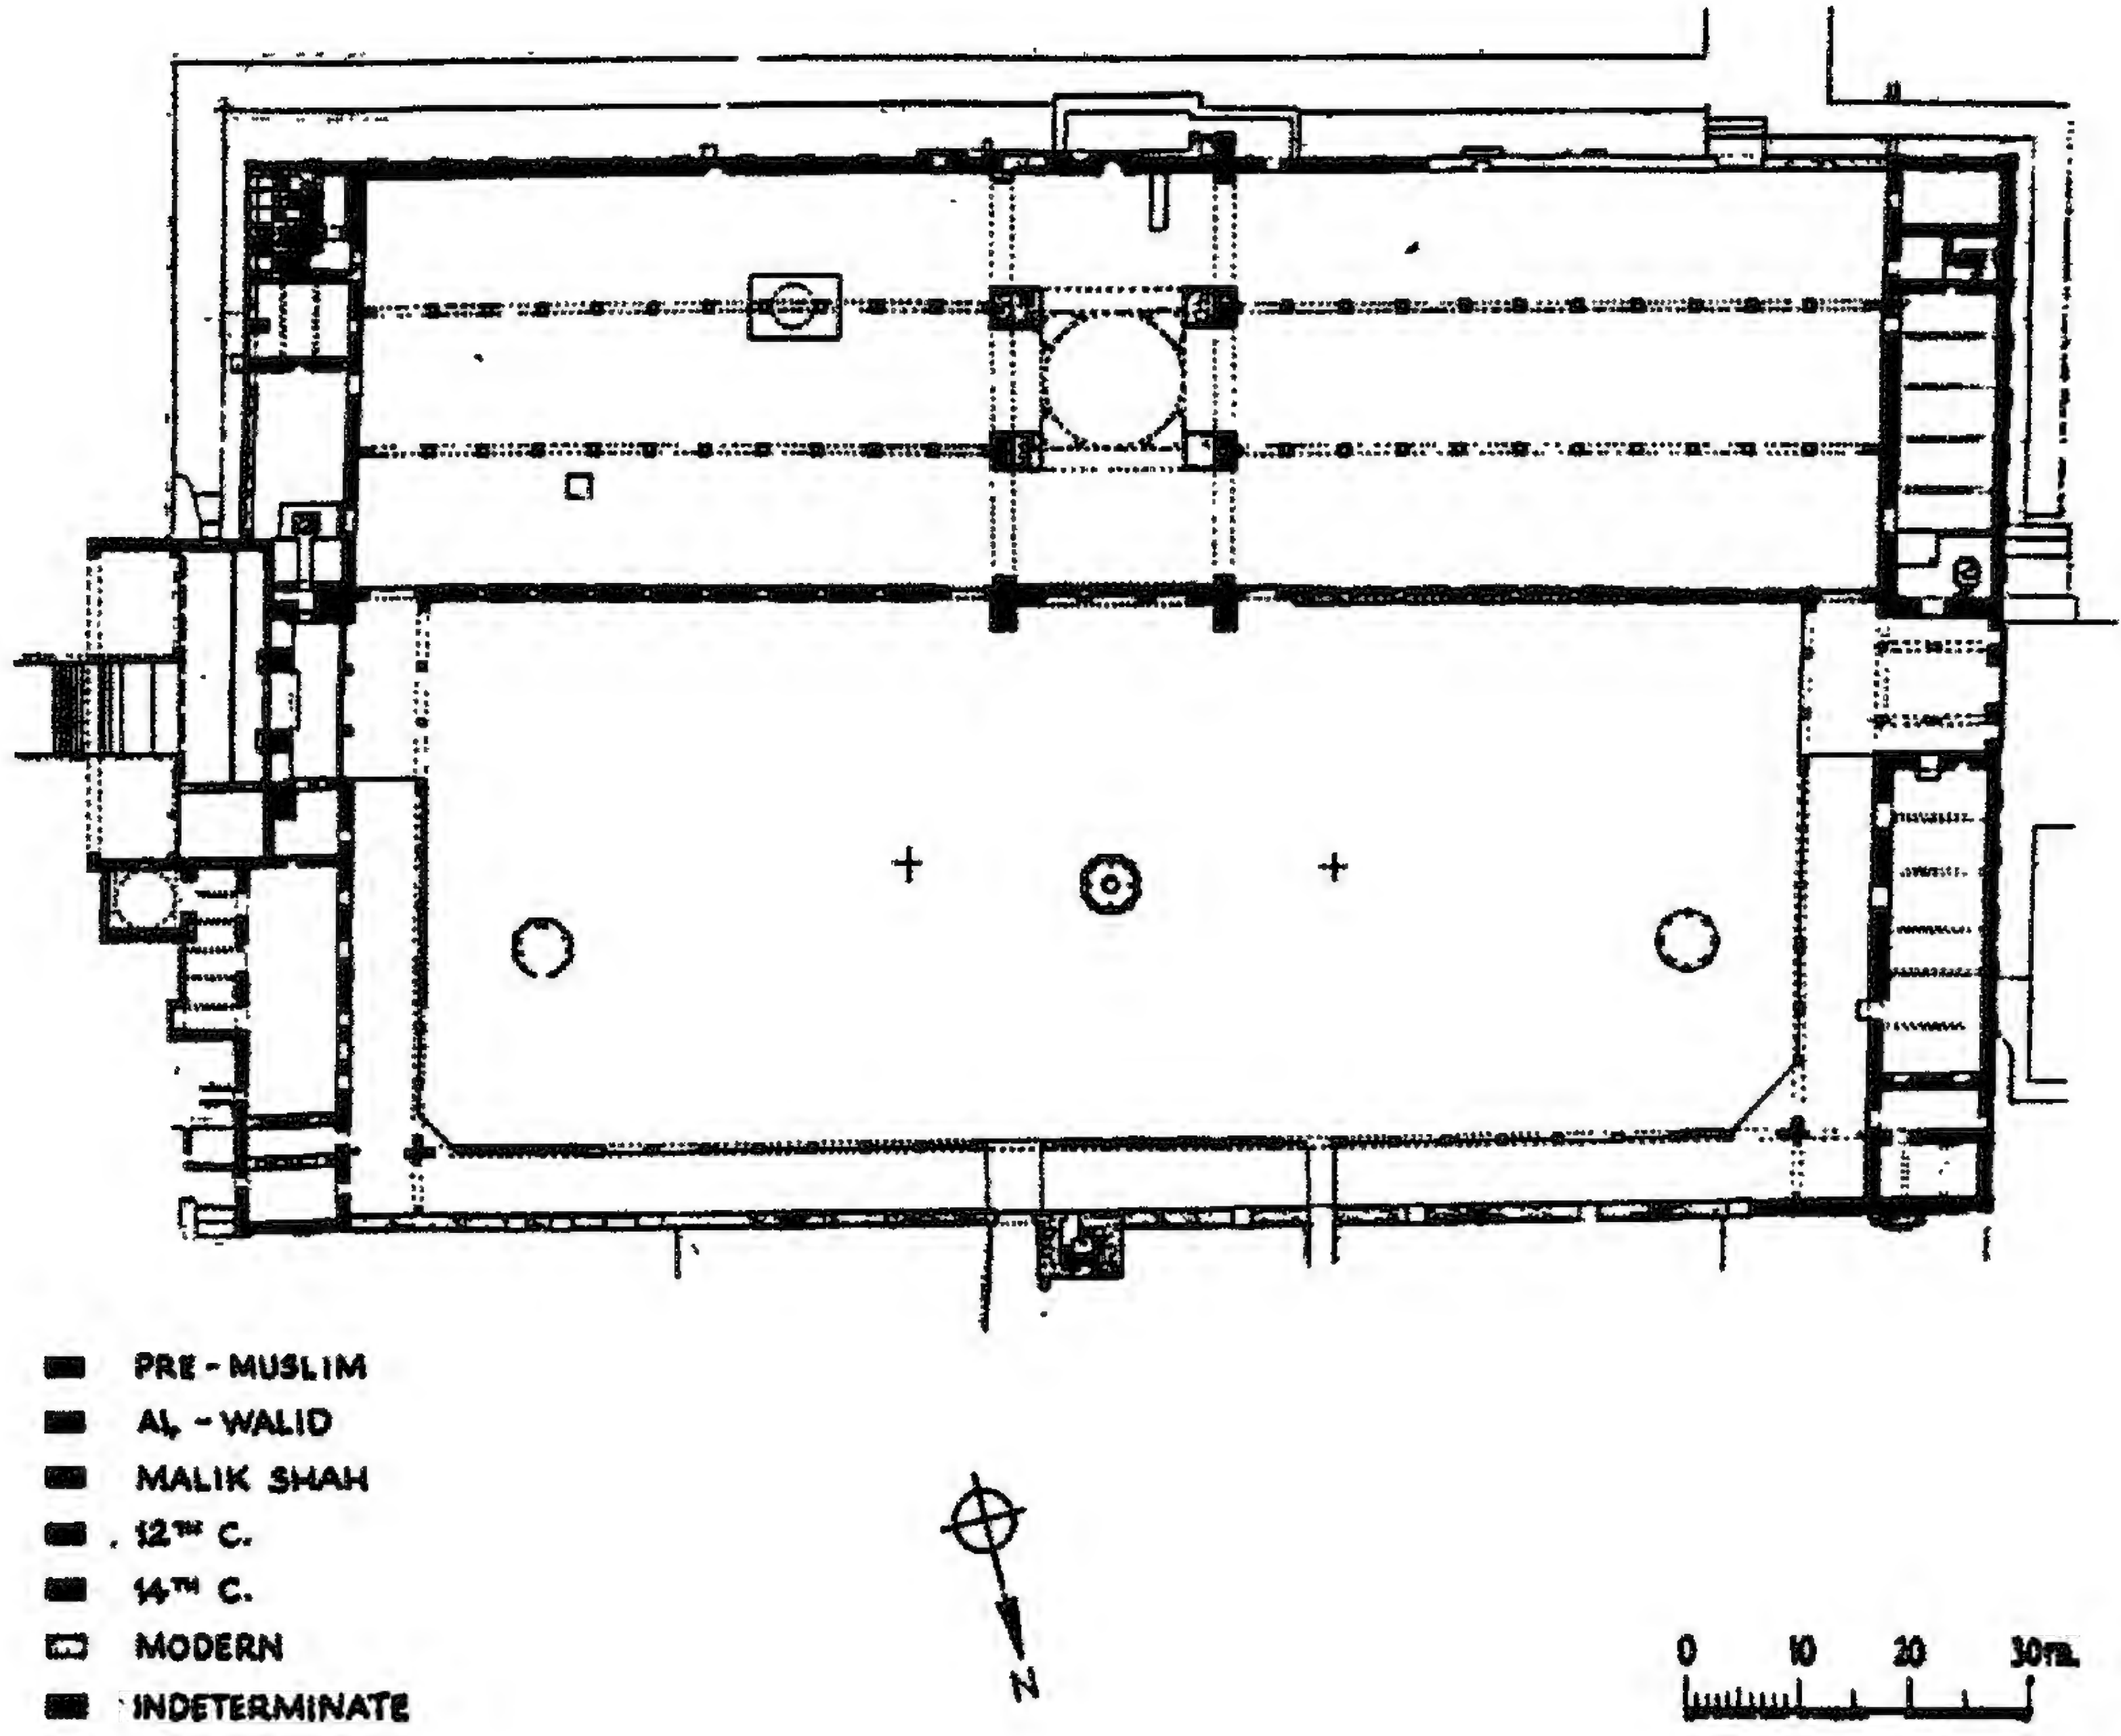 PRE-MUSLIM
AL-WALID
MALIK SHAH
12TH C.
14TH C.
MODERN
INDETERMINATE
N
0 10 20 30m.